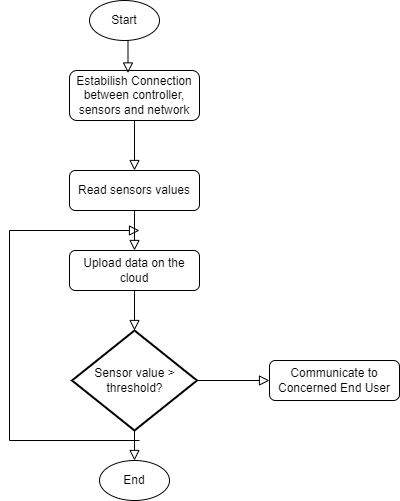 Start
Estabilish Connection
between controller,
sensors and network
Read sensors values
Upload data on the
cloud
Sensor value >
threshold?
Communicate to
Concerned End User
End